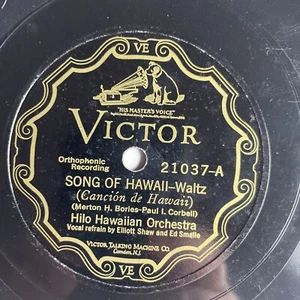 VE
"HIS MASTER'S VOICE"
VICTOR
Orthophonic
Recording
21037-A
SONG OF HAWAII-Waltz
(Canción de Hawaii)
(Merton H. Bories-Paul I. Corbell)
Hilo Hawaiian Orchestra
Vocal refrain by Elliott Shaw and Ed Smalle
VICTOR TALKING MACHINE CO
Camden, N.J.
VE